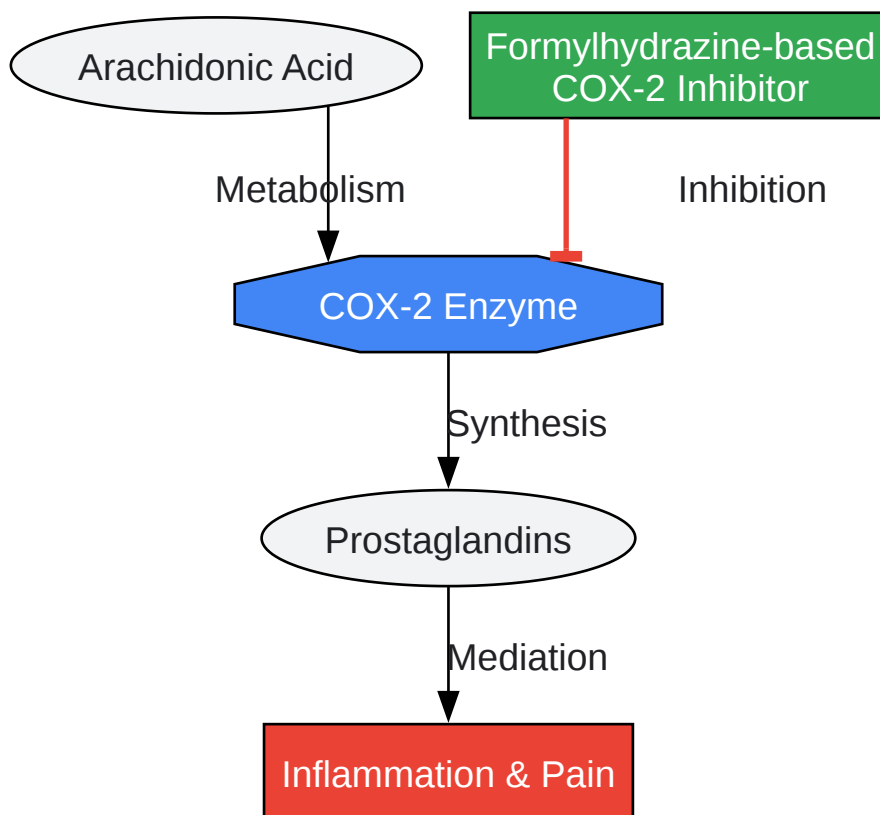 Arachidonic Acid
Formylhydrazine-based
COX-2 Inhibitor
Metabolism
Inhibition
COX-2 Enzyme
Synthesis
Prostaglandins
Mediation
Inflammation & Pain